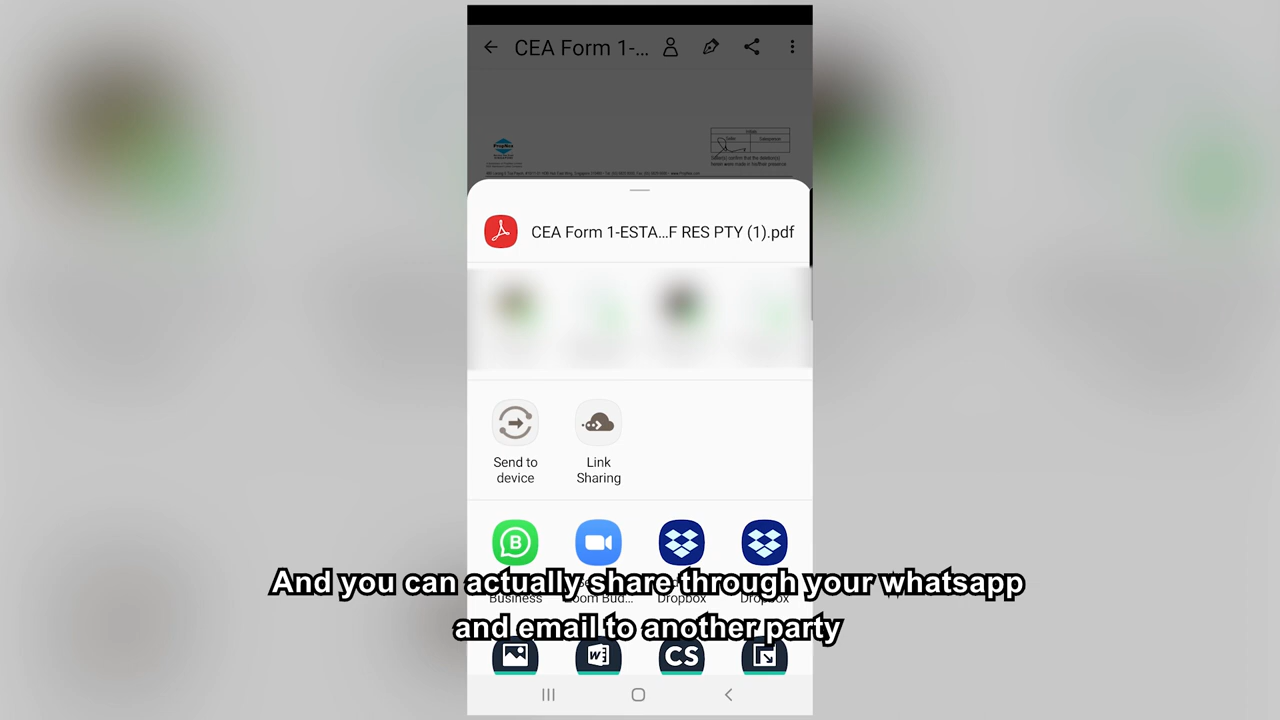 CEA Form 1-...
CEA Form 1-ESTA...F RES PTY (1).pdf
Send to
device
Link
Sharing
B
Business
Dropbox
Dropbox
And you can actually share through your whatsapp
and email to another party
W
CS